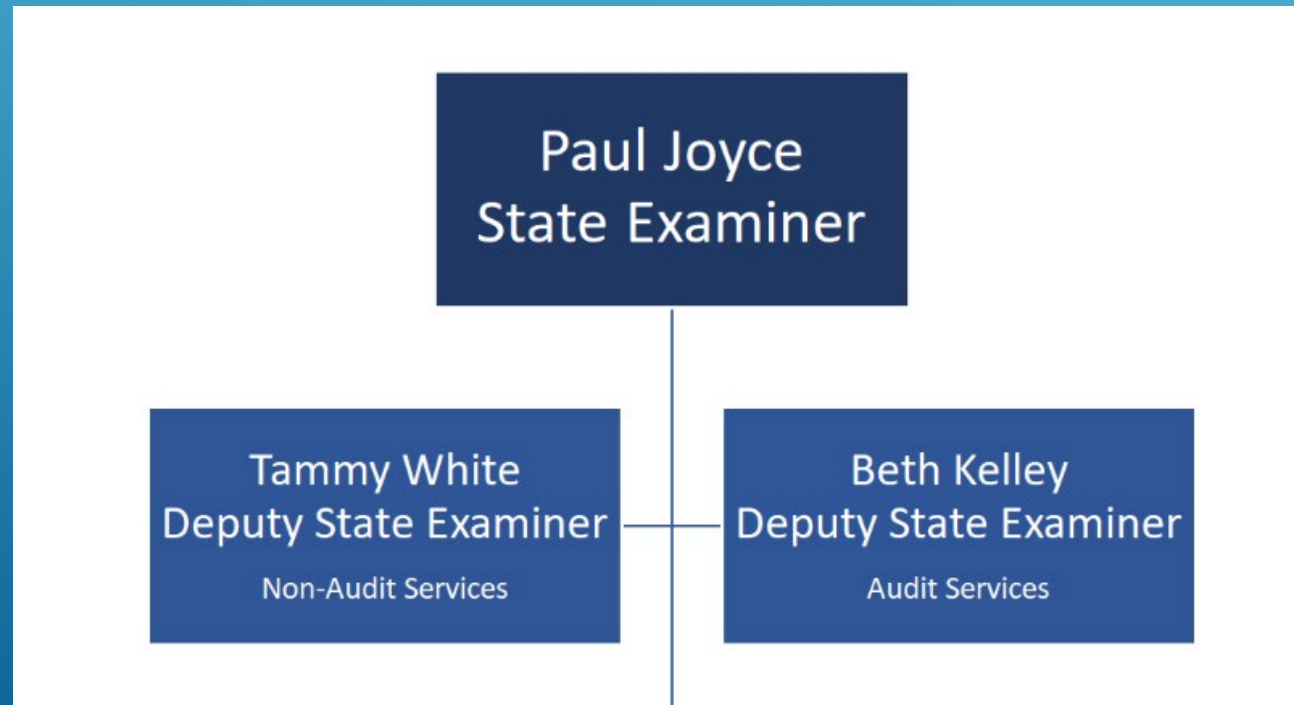 Paul Joyce
State Examiner
Tammy White
Deputy State Examiner
Non-Audit Services
Beth Kelley
Deputy State Examiner
Audit Services